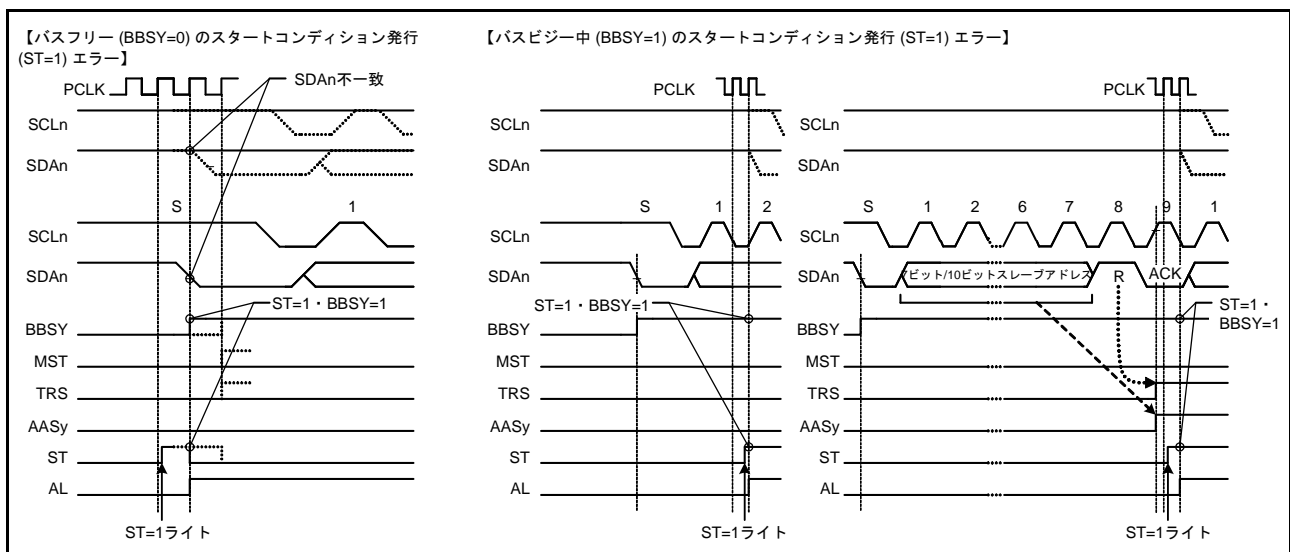 【バスフリー (BBSY=0) のスタートコンディション発行
(ST=1) エラー】
PCLK
SDAn不一致
SCLn
SDAn
S 1
SCLn
SDAn
ST=1・BBSY=1
BBSY
MST
TRS
AASy
ST
AL
ST=1ライト
【バスビジー中 (BBSY=1) のスタートコンディション発行 (ST=1) エラー】
PCLK
SCLn
SDAn
S 1 2
SCLn
SDAn
ST=1・BBSY=1
BBSY
MST
TRS
AASy
ST
AL
ST=1ライト
PCLK
SCLn
SDAn
S 1 2 6 7 8 9 1
SCLn
SDAn
7ビット/10ビットスレーブアドレス R ACK
ST=1・
BBSY=1
BBSY
MST
TRS
AASy
ST
AL
ST=1ライト